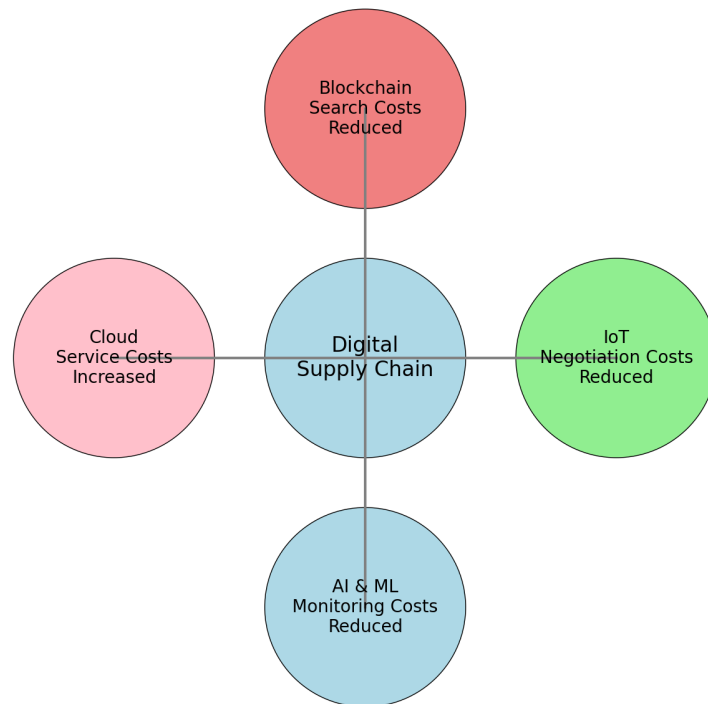 Blockchain
Search Costs
Reduced
Cloud
Service Costs
Increased
Digital
Supply Chain
IoT
Negotiation Costs
Reduced
AI & ML
Monitoring Costs
Reduced